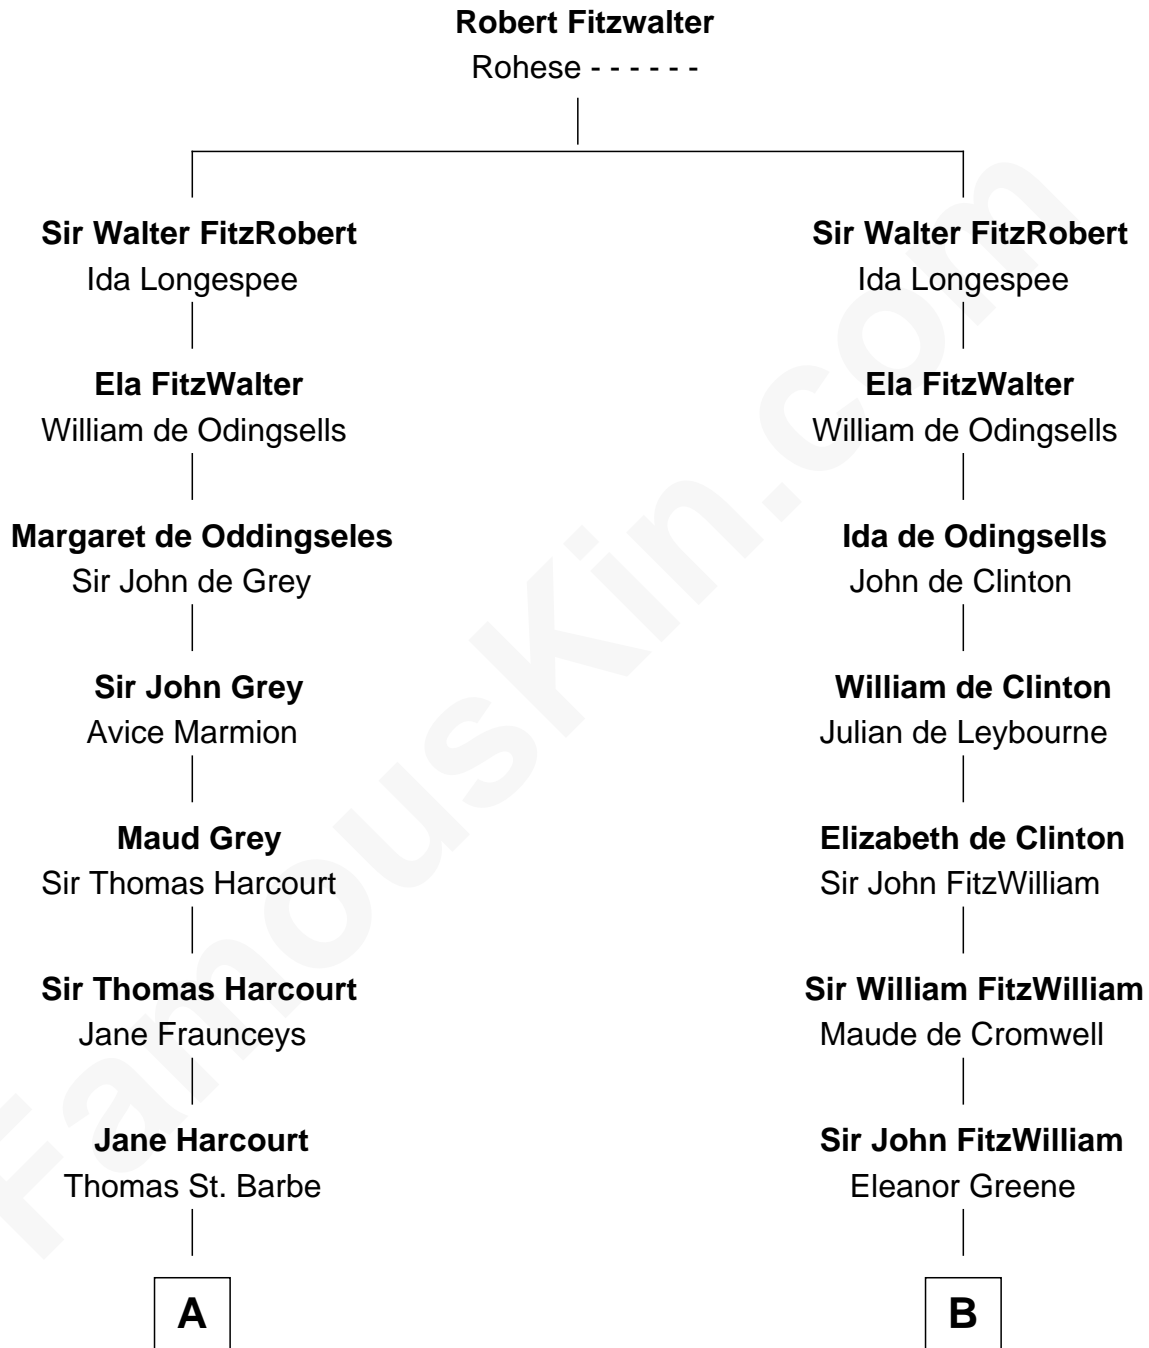 Robert Fitzwalter
Rohese - - - - - -
Sir Walter FitzRobert
Ida Longespee
Sir Walter FitzRobert
Ida Longespee
Ela FitzWalter
William de Odingsells
Ela FitzWalter
William de Odingsells
Margaret de Oddingseles
Sir John de Grey
Ida de Odingsells
John de Clinton
Sir John Grey
Avice Marmion
William de Clinton
Julian de Leybourne
Maud Grey
Sir Thomas Harcourt
Elizabeth de Clinton
Sir John FitzWilliam
Sir Thomas Harcourt
Jane Fraunceys
Sir William FitzWilliam
Maude de Cromwell
Jane Harcourt
Thomas St. Barbe
Sir John FitzWilliam
Eleanor Greene
A
B
FamousKin.com